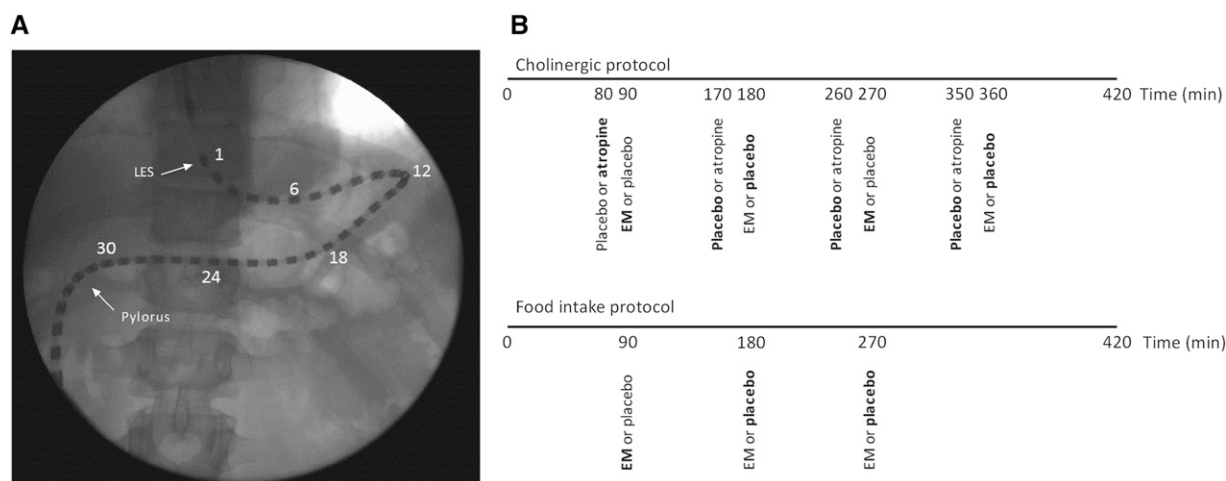 A
LES
1
6
12
18
24
30
Pylorus
B
Cholinergic protocol
0 80 90 170 180 260 270 350 360 420 Time (min)
Placebo or atropine
EM or placebo
Placebo or atropine
EM or placebo
Placebo or atropine
EM or placebo
Placebo or atropine
EM or placebo
Food intake protocol
0 90 180 270 420 Time (min)
EM or placebo
EM or placebo
EM or placebo